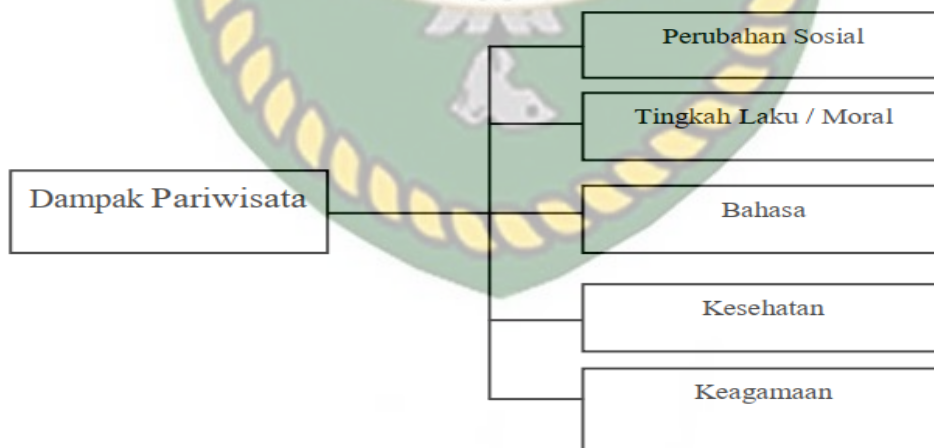 Perubahan Sosial
Tingkah Laku / Moral
Dampak Pariwisata
Bahasa
Kesehatan
Keagamaan